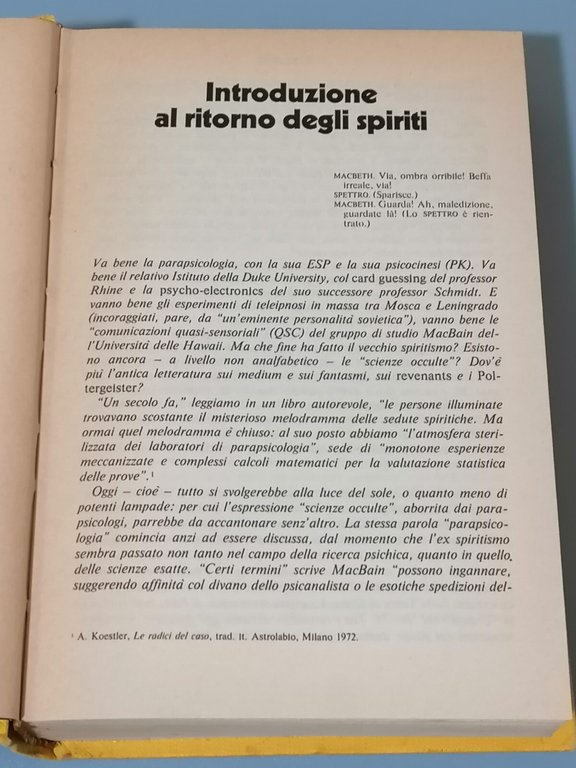 Introduzione
al ritorno degli spiriti
MACBETH. Via, ombra orribile! Beffa
irreale, via!
SPETTRO. (Sparisce.)
MACBETH. Guarda! Ah, maledizione,
guardate là! (Lo SPETTRO è rien-
trato.)
Va bene la parapsicologia, con la sua ESP e la sua psicocinesi (PK). Va
bene il relativo Istituto della Duke University, col card guessing del professor
Rhine e la psycho-electronics del suo successore professor Schmidt. E
vanno bene gli esperimenti di teleipnosi in massa tra Mosca e Leningrado
(incoraggiati, pare, da “un'eminente personalità sovietica”), vanno bene le
“comunicazioni quasi-sensoriali” (QSC) del gruppo di studio MacBain del-
l'Università delle Hawaii. Ma che fine ha fatto il vecchio spiritismo? Esisto-
no ancora – a livello non analfabetico – le “scienze occulte”? Dov'è
più l'antica letteratura sui medium e sui fantasmi, sui revenants e i Pol-
tergeister?
“Un secolo fa,” leggiamo in un libro autorevole, “le persone illuminate
trovavano scostante il misterioso melodramma delle sedute spiritiche. Ma
ormai quel melodramma è chiuso: al suo posto abbiamo “l'atmosfera steri-
lizzata dei laboratori di parapsicologia”, sede di “monotone esperienze
meccanizzate e complessi calcoli matematici per la valutazione statistica
delle prove”.¹
Oggi – cioè – tutto si svolgerebbe alla luce del sole, o quanto meno di
potenti lampade: per cui l'espressione “scienze occulte”, aborrita dai para-
psicologi, parrebbe da accantonare senz'altro. La stessa parola “parapsico-
logia” comincia anzi ad essere discussa, dal momento che l'ex spiritismo
sembra passato non tanto nel campo della ricerca psichica, quanto in quello
delle scienze esatte. “Certi termini” scrive MacBain “possono ingannare,
suggerendo affinità col divano dello psicanalista o le esotiche spedizioni del-
¹ A. Koestler, Le radici del caso, trad. it. Astrolabio, Milano 1972.